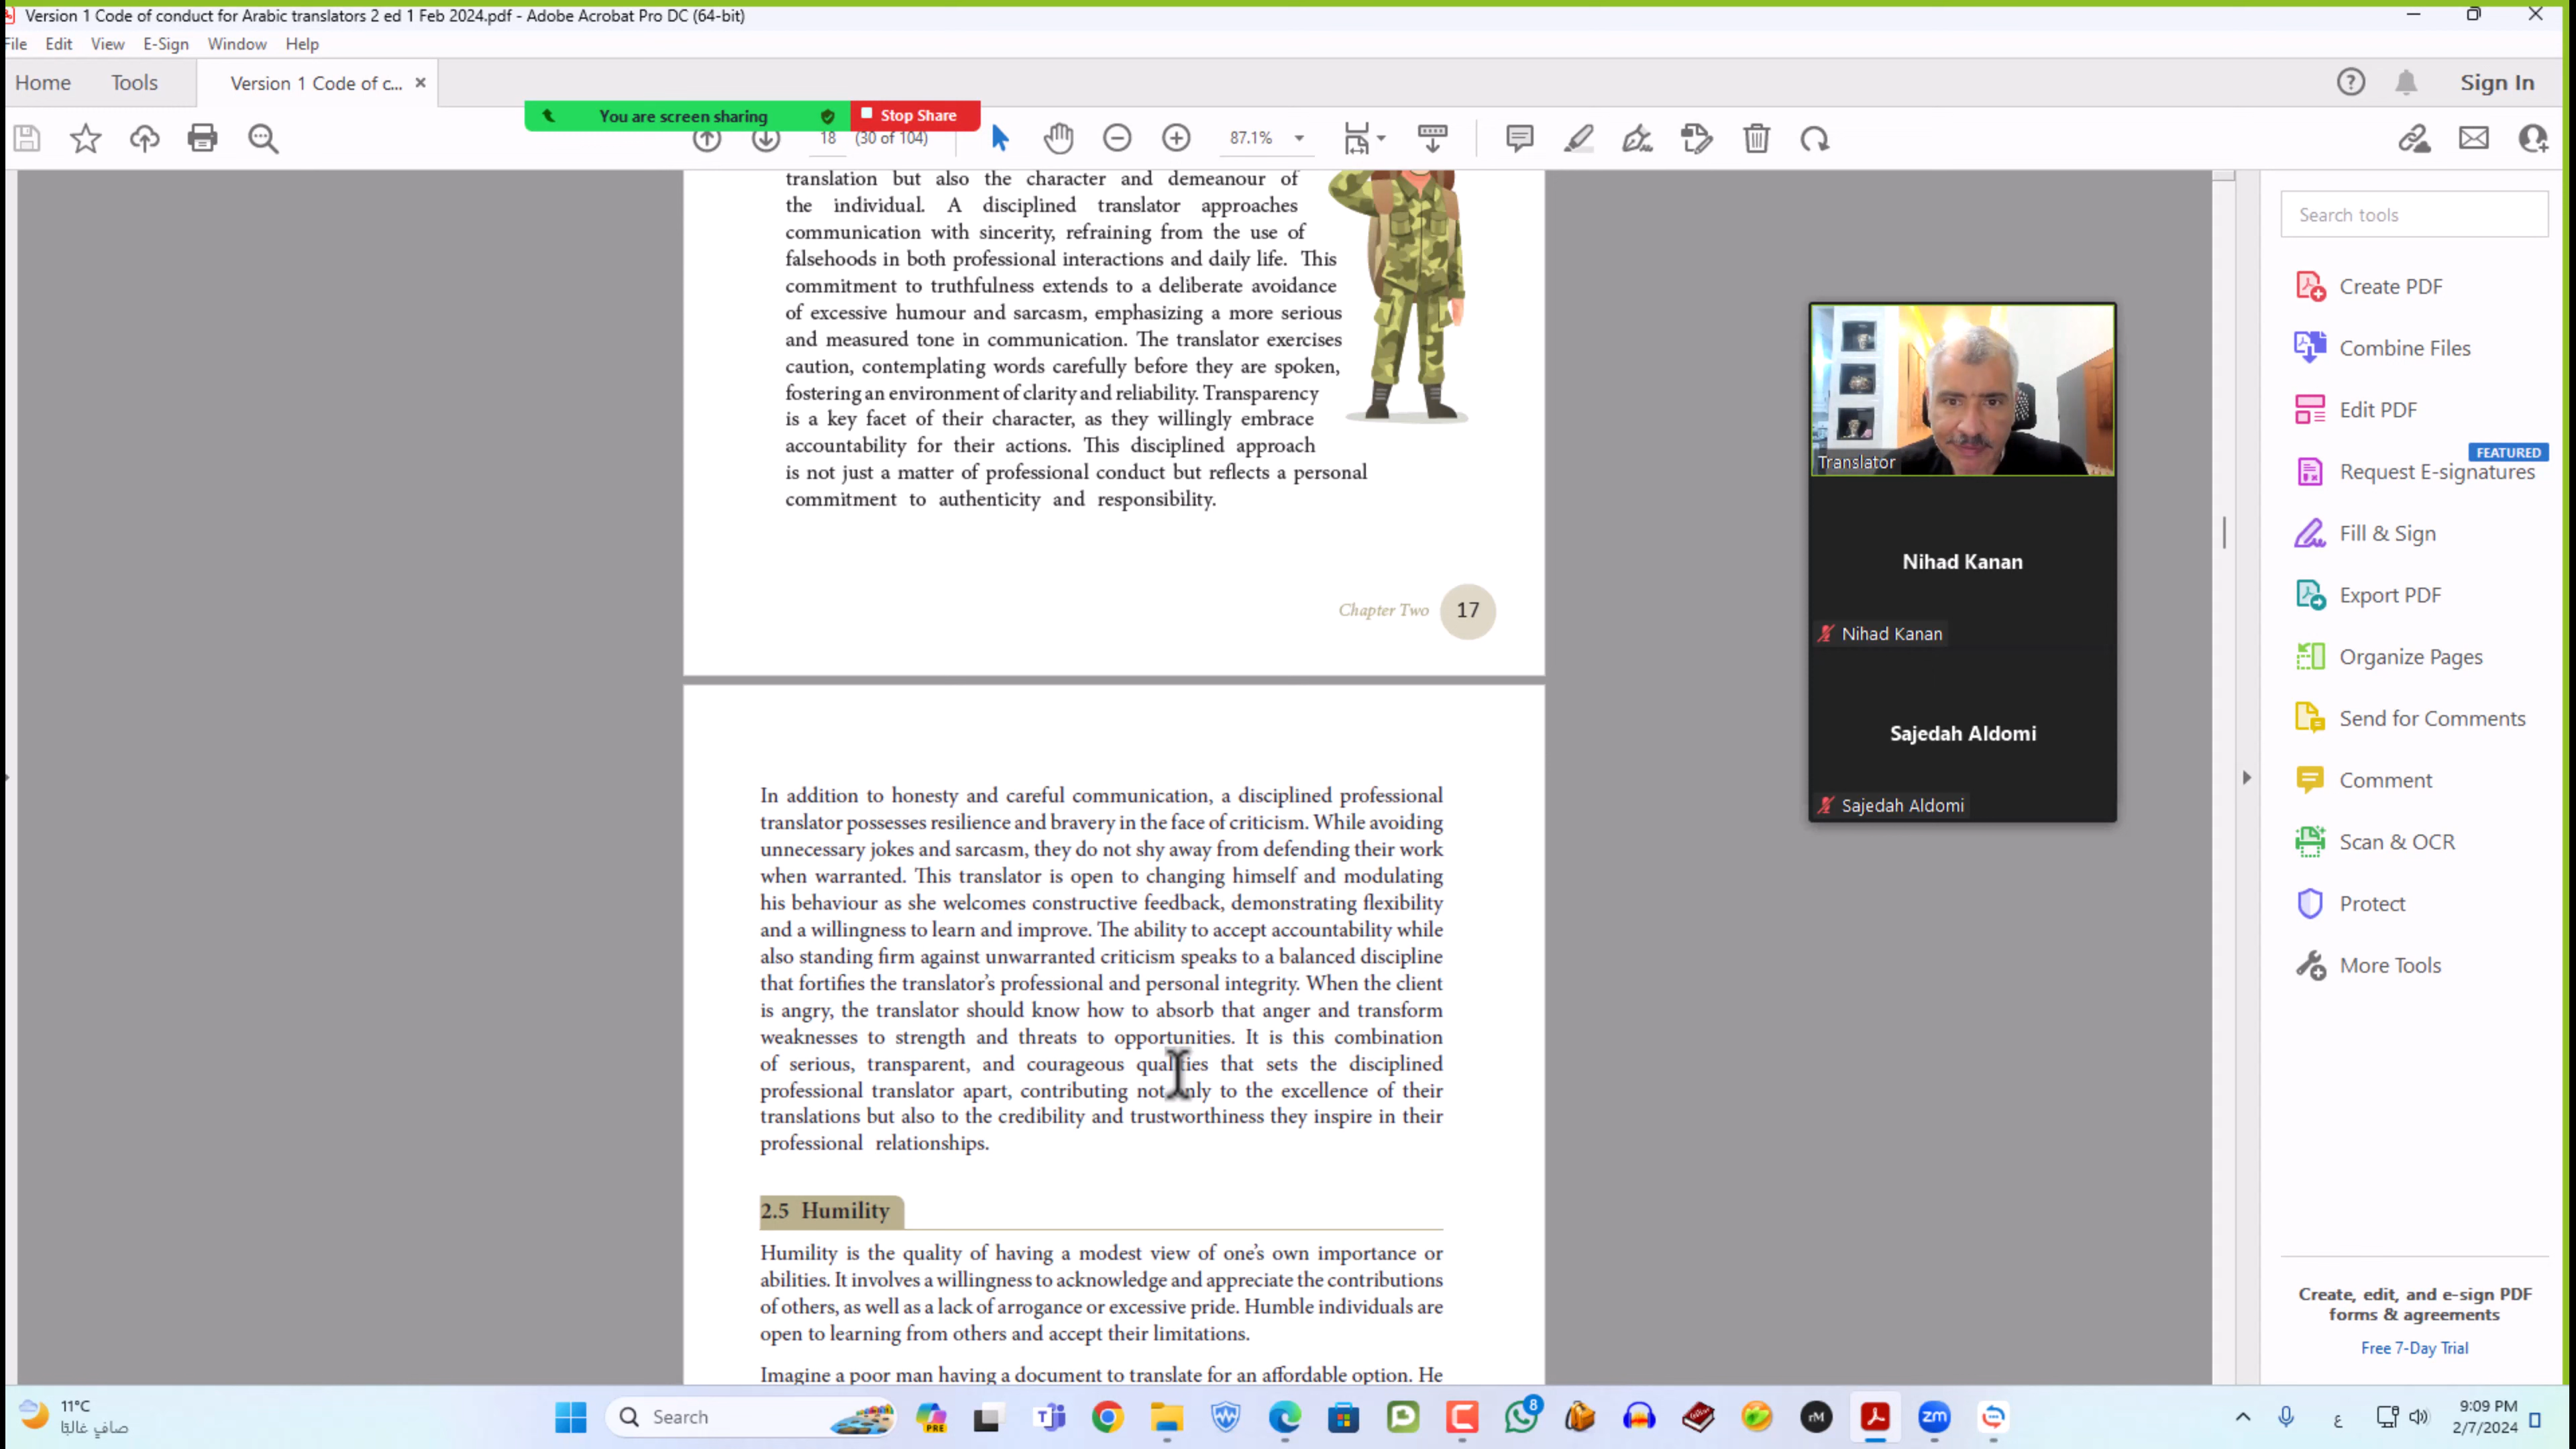 Version 1 Code of conduct for Arabic translators 2 ed 1 Feb 2024.pdf - Adobe Acrobat Pro DC (64-bit)
File Edit View E-Sign Window Help
Home Tools Version 1 Code of c... Sign In
You are screen sharing Stop Share
18 (30 of 104) 87.1%
translation but also the character and demeanour of
the individual. A disciplined translator approaches
communication with sincerity, refraining from the use of
falsehoods in both professional interactions and daily life. This
commitment to truthfulness extends to a deliberate avoidance
of excessive humour and sarcasm, emphasizing a more serious
and measured tone in communication. The translator exercises
caution, contemplating words carefully before they are spoken,
fostering an environment of clarity and reliability. Transparency
is a key facet of their character, as they willingly embrace
accountability for their actions. This disciplined approach
is not just a matter of professional conduct but reflects a personal
commitment to authenticity and responsibility.
Chapter Two 17
In addition to honesty and careful communication, a disciplined professional
translator possesses resilience and bravery in the face of criticism. While avoiding
unnecessary jokes and sarcasm, they do not shy away from defending their work
when warranted. This translator is open to changing himself and modulating
his behaviour as she welcomes constructive feedback, demonstrating flexibility
and a willingness to learn and improve. The ability to accept accountability while
also standing firm against unwarranted criticism speaks to a balanced discipline
that fortifies the translator's professional and personal integrity. When the client
is angry, the translator should know how to absorb that anger and transform
weaknesses to strength and threats to opportunities. It is this combination
of serious, transparent, and courageous qualities that sets the disciplined
professional translator apart, contributing not only to the excellence of their
translations but also to the credibility and trustworthiness they inspire in their
professional relationships.
2.5 Humility
Humility is the quality of having a modest view of one's own importance or
abilities. It involves a willingness to acknowledge and appreciate the contributions
of others, as well as a lack of arrogance or excessive pride. Humble individuals are
open to learning from others and accept their limitations.
Imagine a poor man having a document to translate for an affordable option. He
Translator
Nihad Kanan
Nihad Kanan
Sajedah Aldomi
Sajedah Aldomi
Search tools
Create PDF
Combine Files
Edit PDF
FEATURED
Request E-signatures
Fill & Sign
Export PDF
Organize Pages
Send for Comments
Comment
Scan & OCR
Protect
More Tools
Create, edit, and e-sign PDF
forms & agreements
Free 7-Day Trial
11°C
صافٍ غالبًا
Search
PRE
8
rM
zm
ع
9:09 PM
2/7/2024